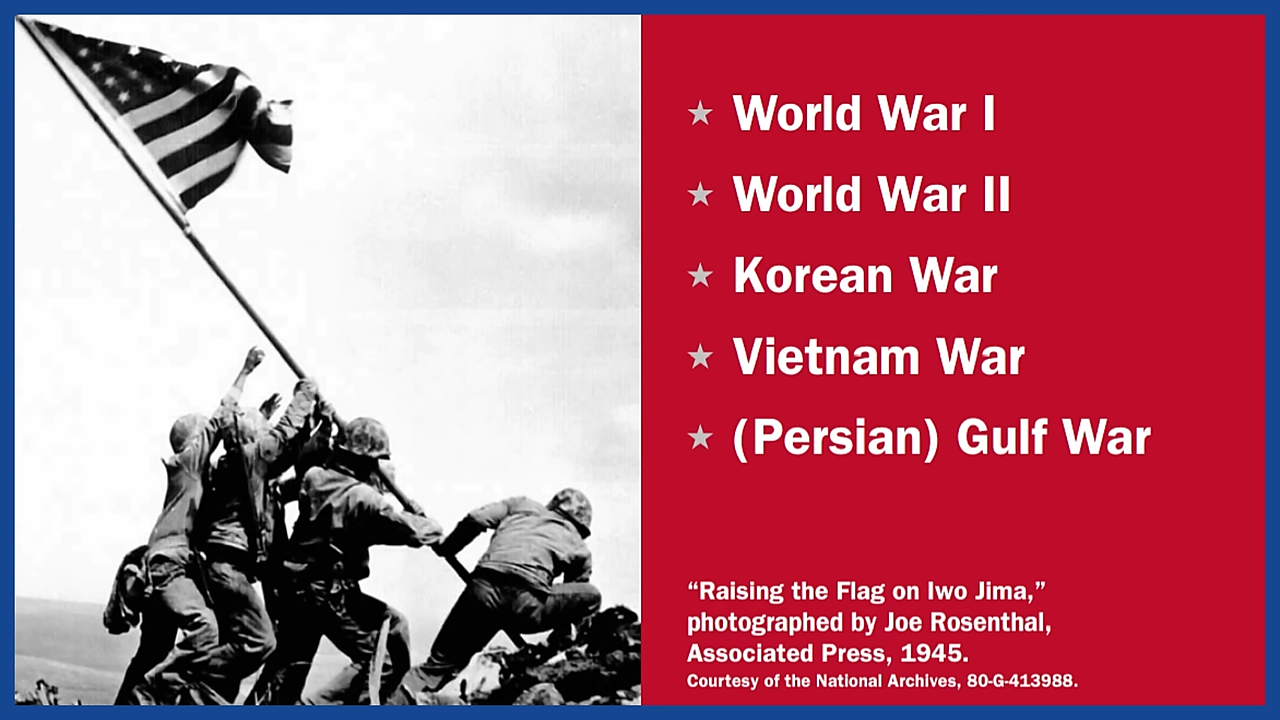 World War I
World War II
Korean War
Vietnam War
(Persian) Gulf War
“Raising the Flag on Iwo Jima,”
photographed by Joe Rosenthal,
Associated Press, 1945.
Courtesy of the National Archives, 80-G-413988.